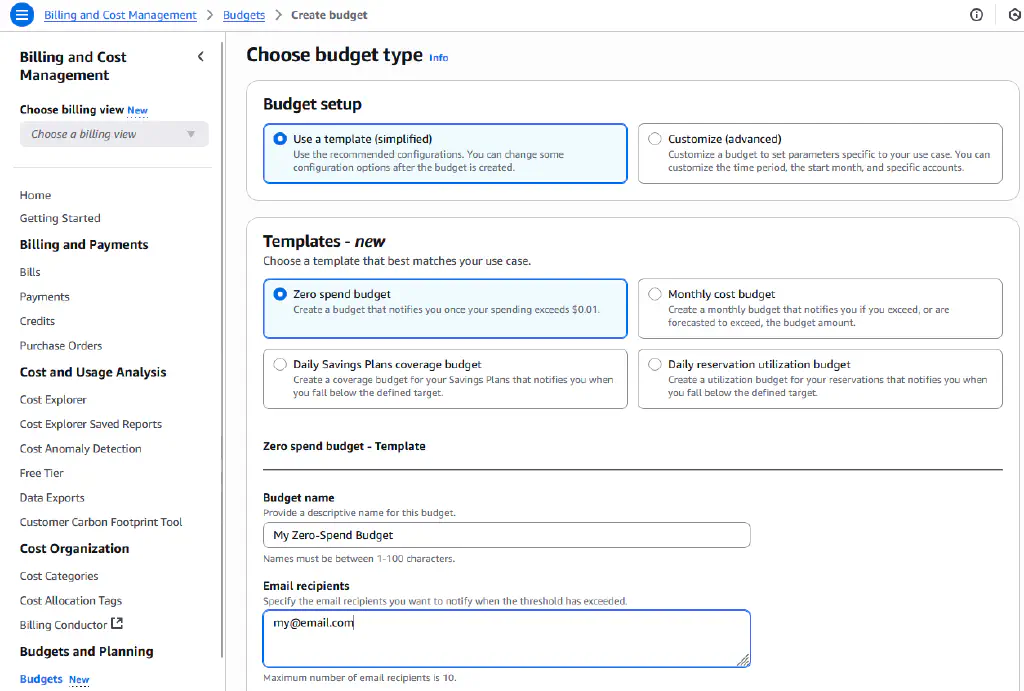 Billing and Cost Management > Budgets > Create budget
Billing and Cost
Management
Choose billing view New
Choose a billing view
Home
Getting Started
Billing and Payments
Bills
Payments
Credits
Purchase Orders
Cost and Usage Analysis
Cost Explorer
Cost Explorer Saved Reports
Cost Anomaly Detection
Free Tier
Data Exports
Customer Carbon Footprint Tool
Cost Organization
Cost Categories
Cost Allocation Tags
Billing Conductor
Budgets and Planning
Budgets New
Choose budget type Info
Budget setup
Use a template (simplified)
Use the recommended configurations. You can change some
configuration options after the budget is created.
Customize (advanced)
Customize a budget to set parameters specific to your use case. You can
customize the time period, the start month, and specific accounts.
Templates - new
Choose a template that best matches your use case.
Zero spend budget
Create a budget that notifies you once your spending exceeds $0.01.
Monthly cost budget
Create a monthly budget that notifies you if you exceed, or are
forecasted to exceed, the budget amount.
Daily Savings Plans coverage budget
Create a coverage budget for your Savings Plans that notifies you when
you fall below the defined target.
Daily reservation utilization budget
Create a utilization budget for your reservations that notifies you when
you fall below the defined target.
Zero spend budget - Template
Budget name
Provide a descriptive name for this budget.
My Zero-Spend Budget
Names must be between 1-100 characters.
Email recipients
Specify the email recipients you want to notify when the threshold has exceeded.
my@email.com
Maximum number of email recipients is 10.